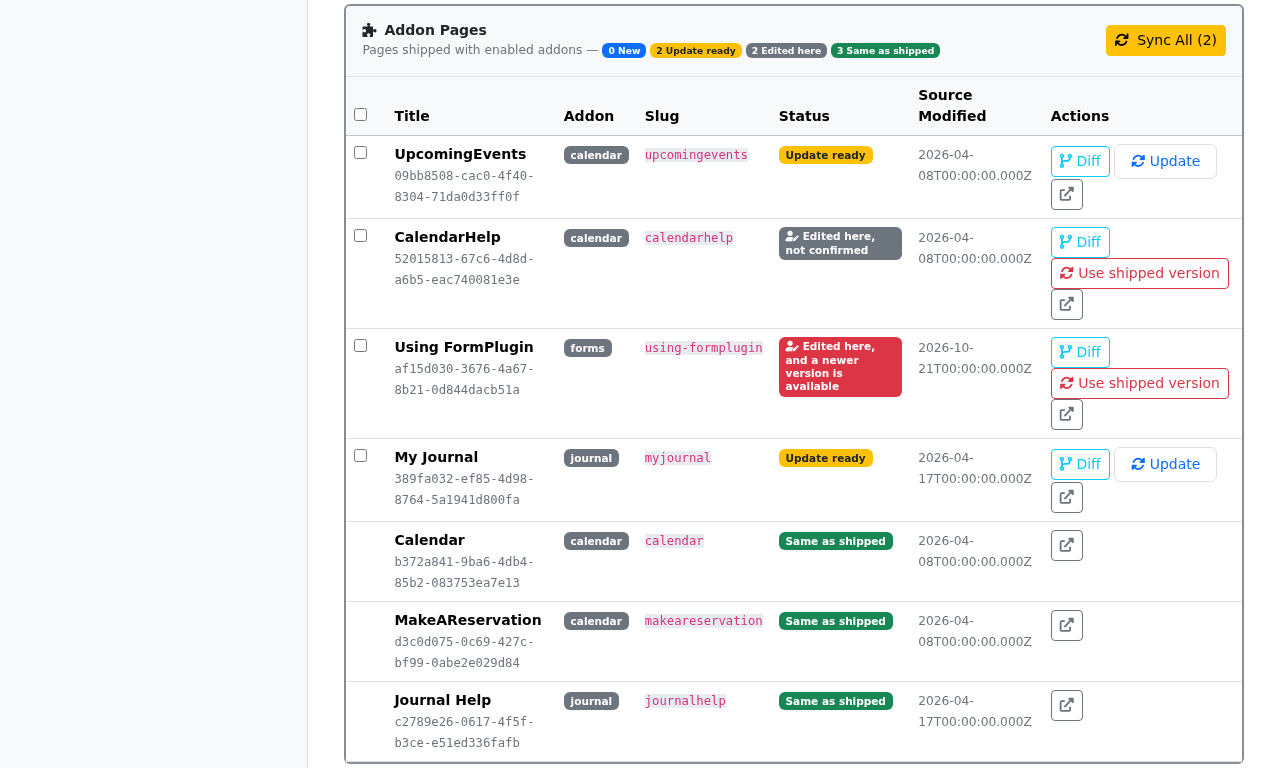 Addon Pages
Pages shipped with enabled addons — 0 New 2 Update ready 2 Edited here 3 Same as shipped
Sync All (2)
Title Addon Slug Status Source Modified Actions
UpcomingEvents calendar upcomingevents Update ready 2026-04- Diff Update
09bb8508-cac0-4f40- 08T00:00:00.000Z
8304-71da0d33ff0f
CalendarHelp calendar calendarhelp Edited here, 2026-04- Diff
52015813-67c6-4d8d- not confirmed 08T00:00:00.000Z Use shipped version
a6b5-eac740081e3e
Using FormPlugin forms using-formplugin Edited here, 2026-10- Diff
af15d030-3676-4a67- and a newer 21T00:00:00.000Z Use shipped version
8b21-0d844dacb51a version is
available
My Journal journal myjournal Update ready 2026-04- Diff Update
389fa032-ef85-4d98- 17T00:00:00.000Z
8764-5a1941d800fa
Calendar calendar calendar Same as shipped 2026-04-
b372a841-9ba6-4db4- 08T00:00:00.000Z
85b2-083753ea7e13
MakeAReservation calendar makeareservation Same as shipped 2026-04-
d3c0d075-0c69-427c- 08T00:00:00.000Z
bf99-0abe2e029d84
Journal Help journal journalhelp Same as shipped 2026-04-
c2789e26-0617-4f5f- 17T00:00:00.000Z
b3ce-e51ed336fafb